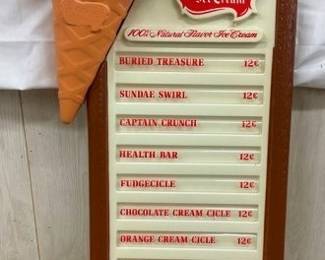 Ice Cream
100% Natural Flavor Ice Cream
BURIED TREASURE 12¢
SUNDAE SWIRL 12¢
CAPTAIN CRUNCH 12¢
HEALTH BAR 12¢
FUDGECICLE 12¢
CHOCOLATE CREAM CICLE 12¢
ORANGE CREAM CICLE 12¢